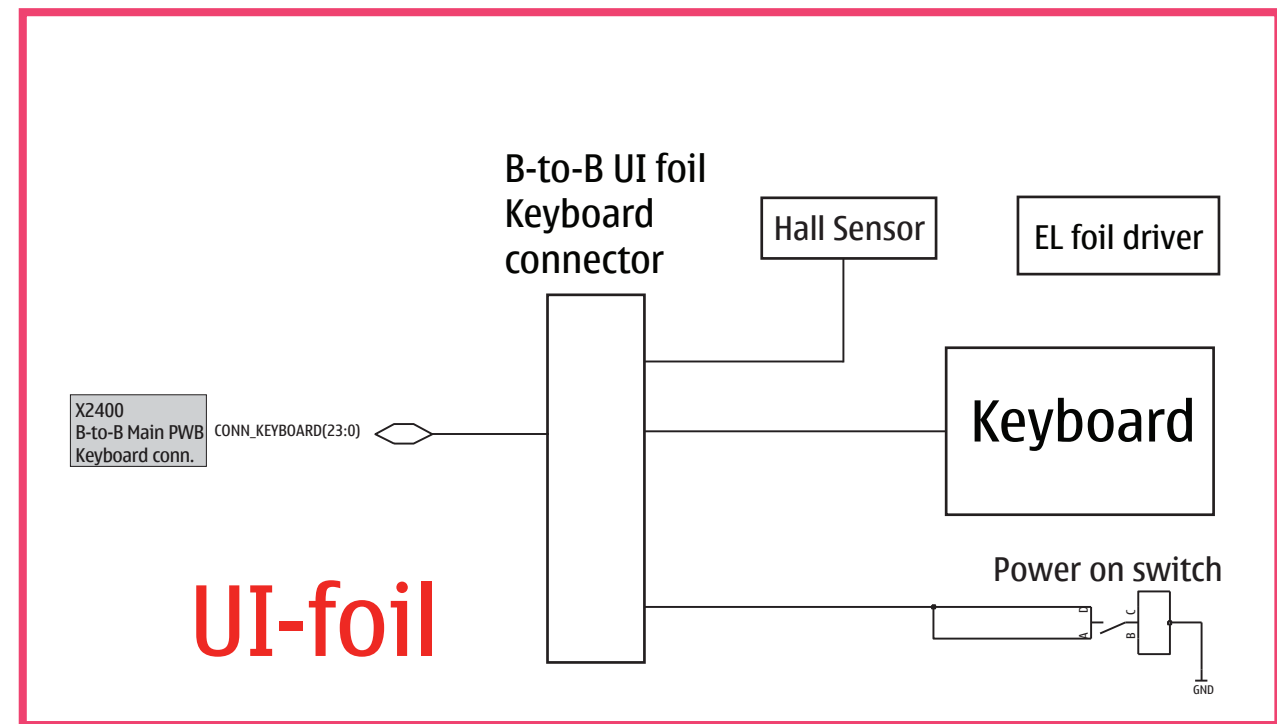 B-to-B UI foil
Keyboard
connector
Hall Sensor
EL foil driver
X2400
B-to-B Main PWB
Keyboard conn.
CONN_KEYBOARD(23:0)
Keyboard
Power on switch
D
C
A
B
GND
UI-foil